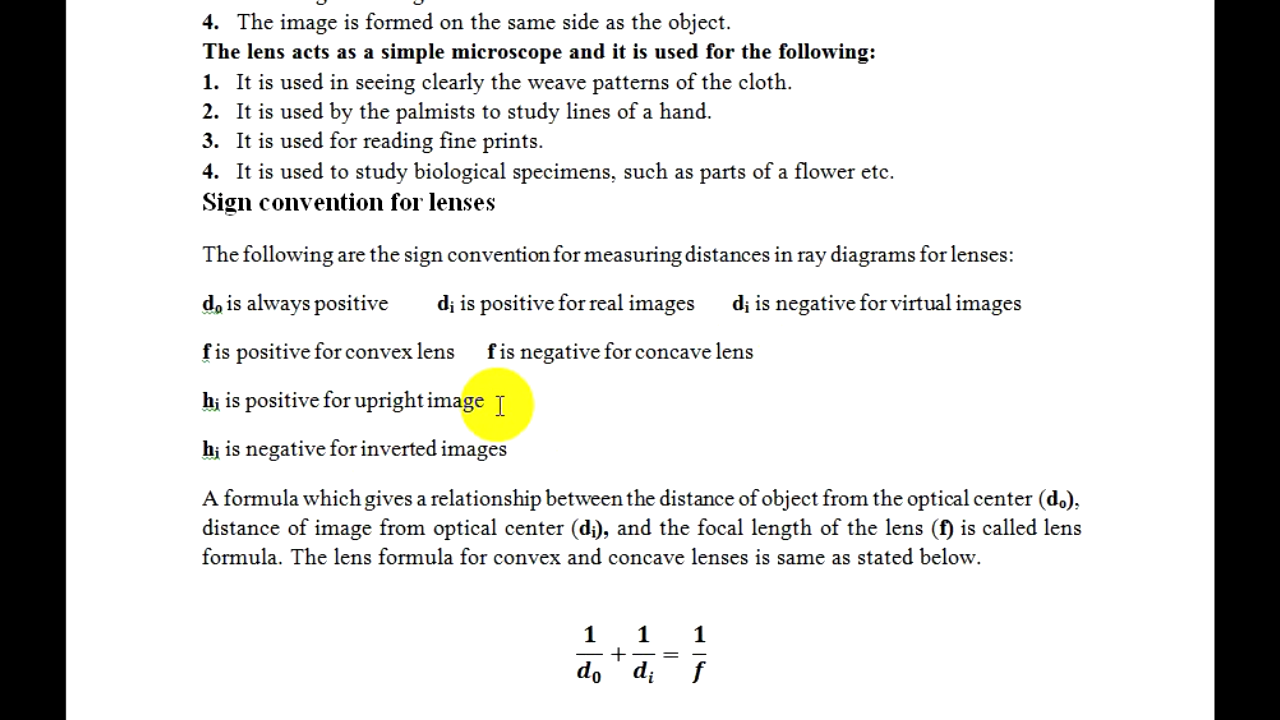 4. The image is formed on the same side as the object.
The lens acts as a simple microscope and it is used for the following:
1. It is used in seeing clearly the weave patterns of the cloth.
2. It is used by the palmists to study lines of a hand.
3. It is used for reading fine prints.
4. It is used to study biological specimens, such as parts of a flower etc.
Sign convention for lenses
The following are the sign convention for measuring distances in ray diagrams for lenses:
dₒ is always positive dᵢ is positive for real images dᵢ is negative for virtual images
f is positive for convex lens f is negative for concave lens
hᵢ is positive for upright image
hᵢ is negative for inverted images
A formula which gives a relationship between the distance of object from the optical center (dₒ),
distance of image from optical center (dᵢ), and the focal length of the lens (f) is called lens
formula. The lens formula for convex and concave lenses is same as stated below.
1/d₀ + 1/dᵢ = 1/f